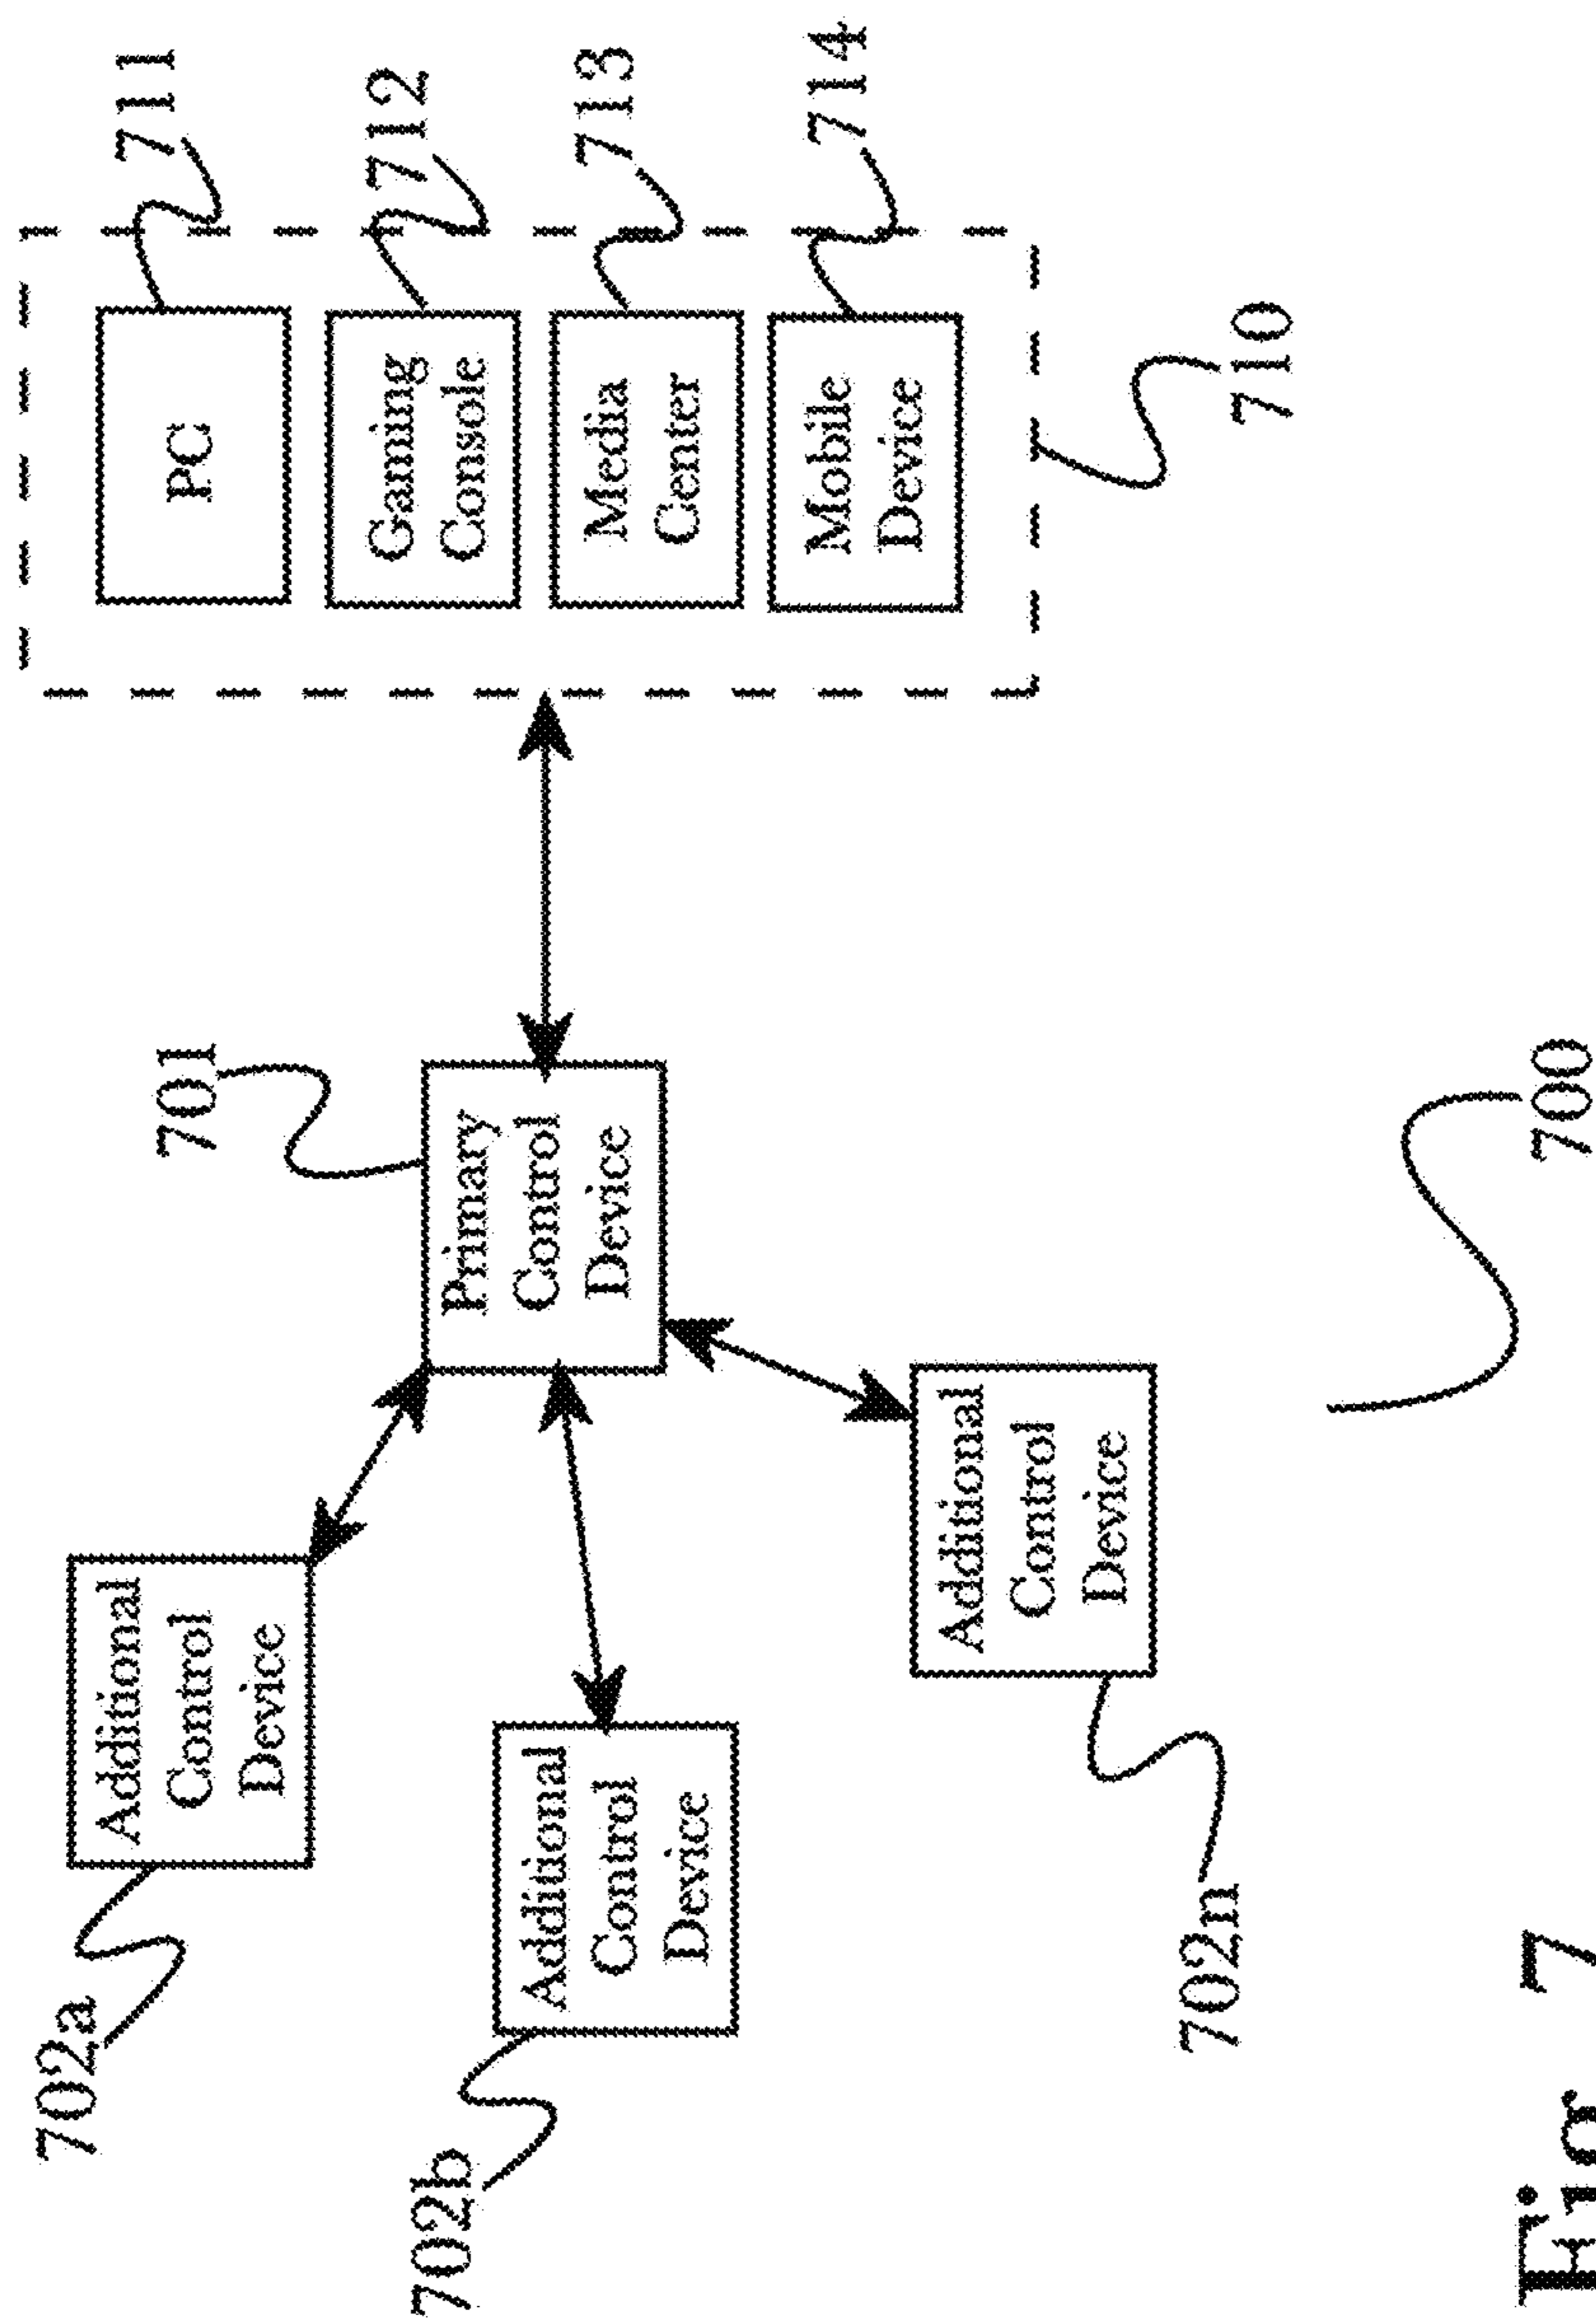 702a
Additional
Control
Device
702b
Additional
Control
Device
702n
Additional
Control
Device
701
Primary
Control
Device
PC
711
Gaming
Console
712
Media
Center
713
Mobile
Device
714
710
700
Fig. 7